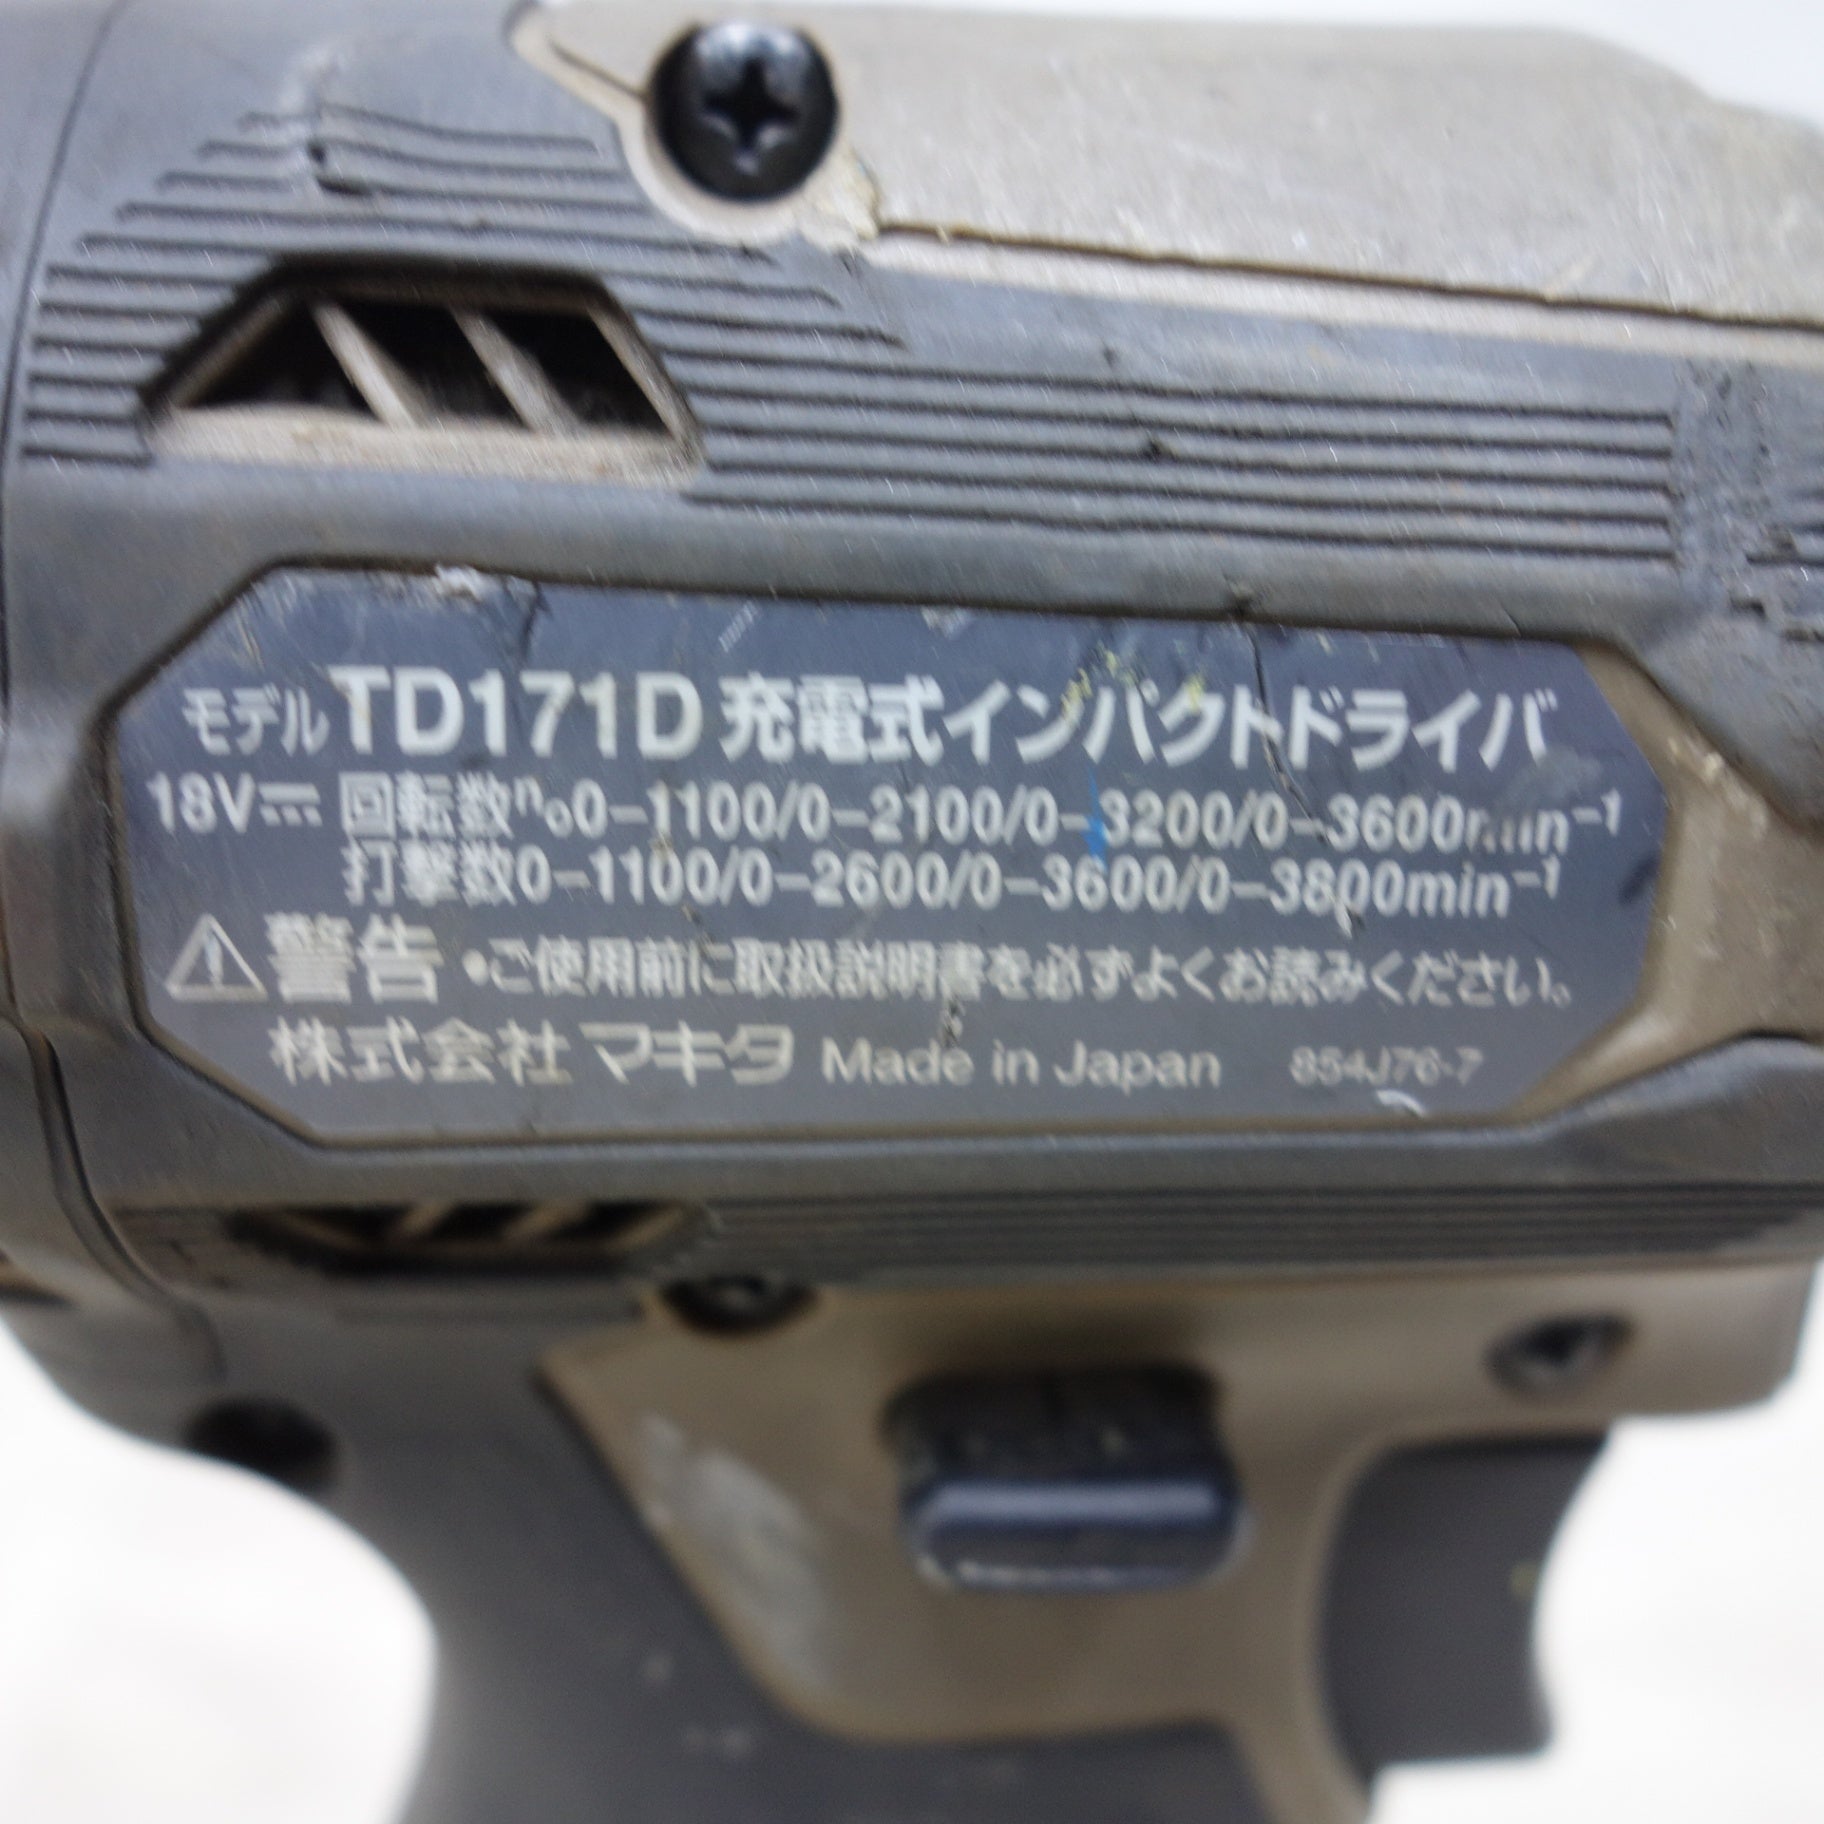 モデル TD171D 充電式インパクトドライバ
18V⎓ 回転数n₀0-1100/0-2100/0-3200/0-3600min⁻¹
打撃数0-1100/0-2600/0-3600/0-3800min⁻¹
⚠警告 •ご使用前に取扱説明書を必ずよくお読みください。
株式会社 マキタ Made in Japan 854J76-7